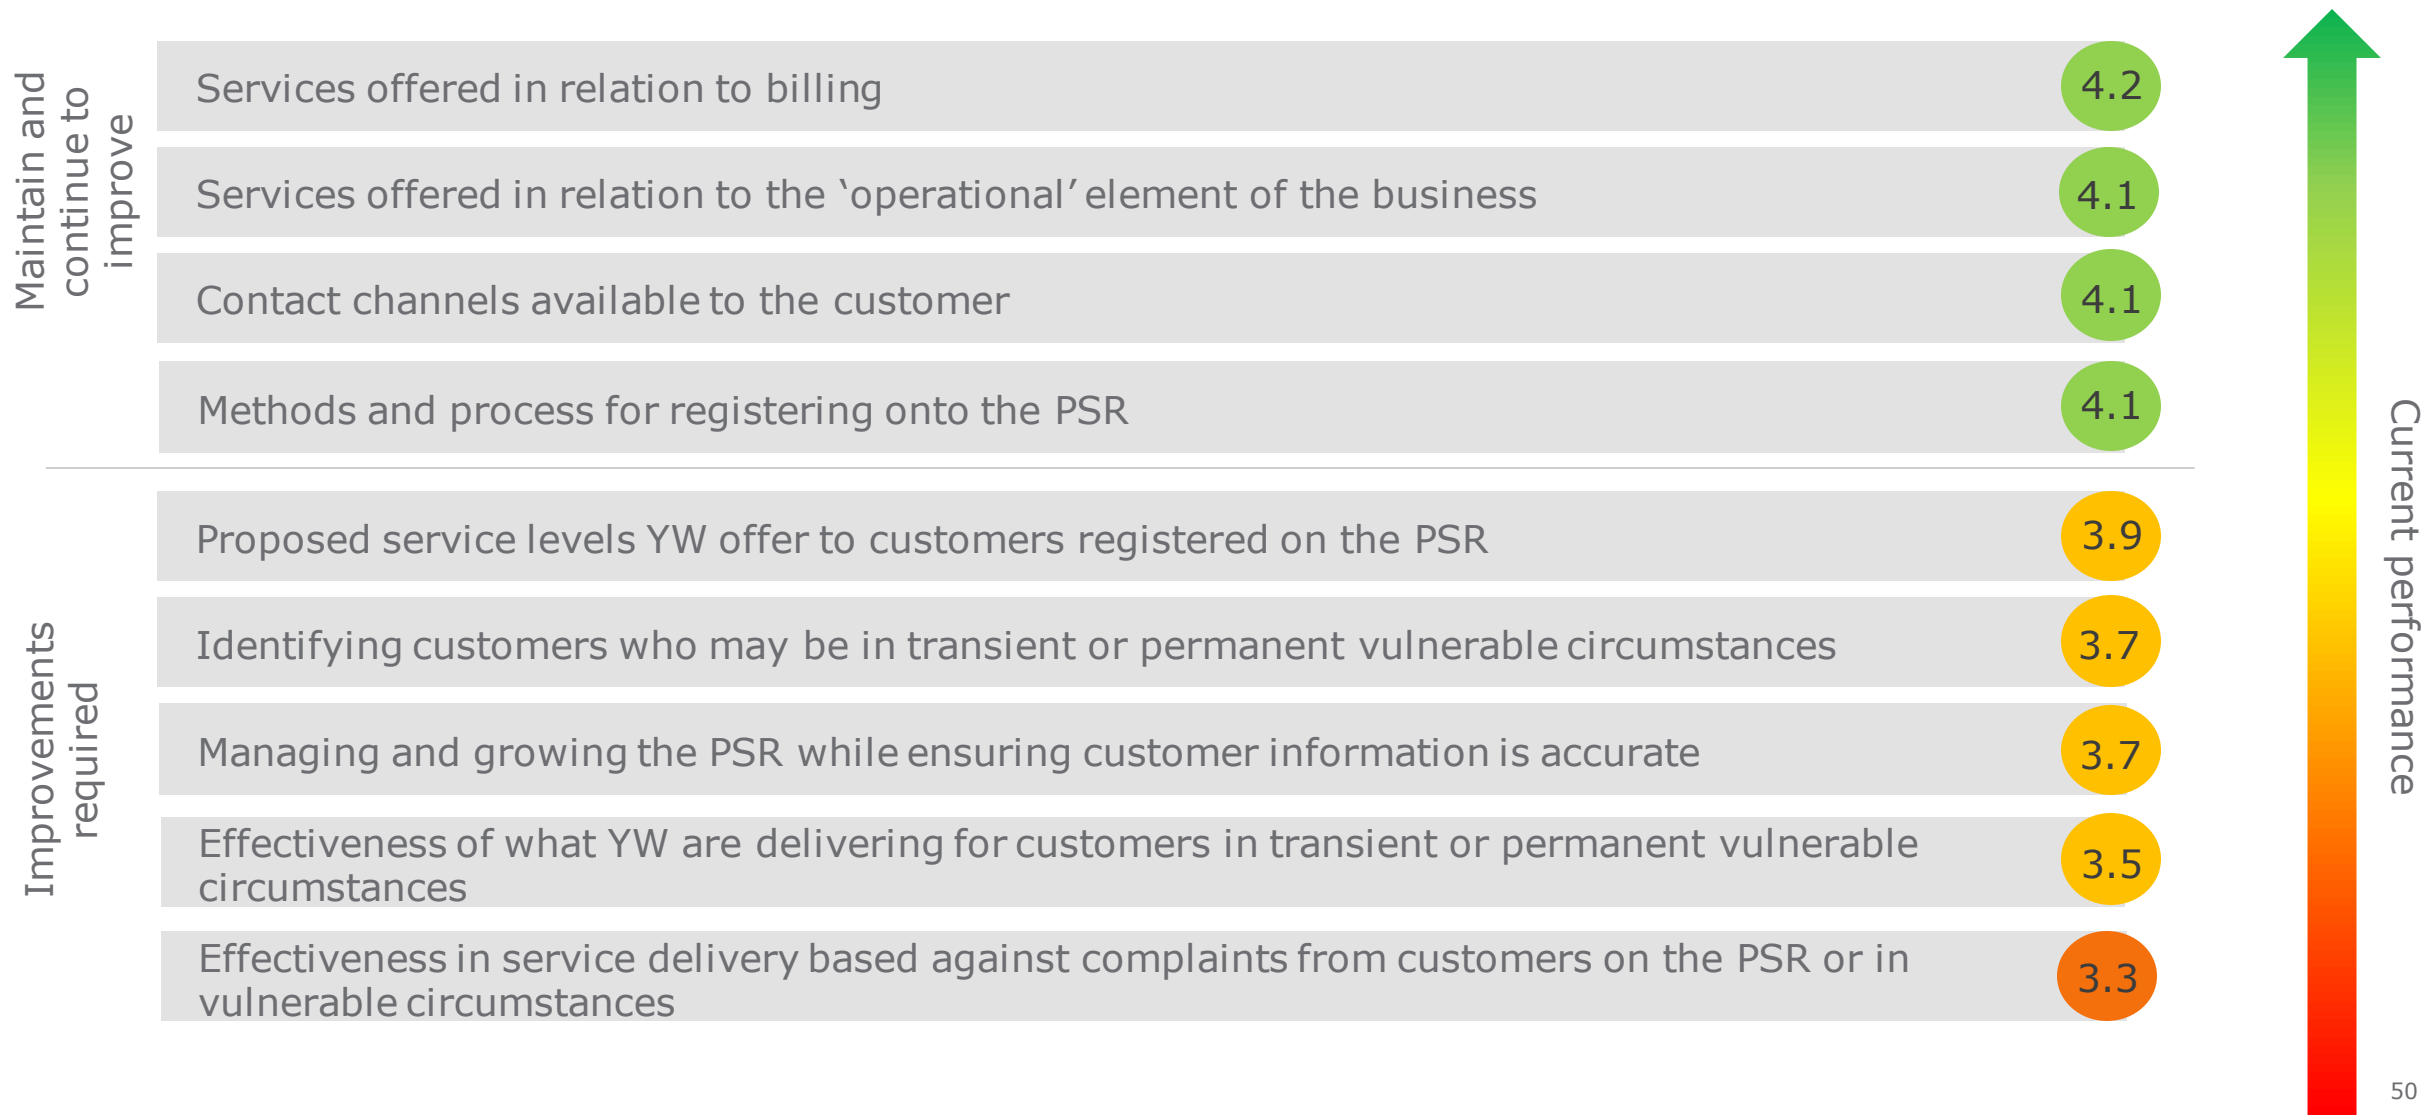 Maintain and
continue to
improve
Services offered in relation to billing
4.2
Services offered in relation to the ‘operational’ element of the business
4.1
Contact channels available to the customer
4.1
Methods and process for registering onto the PSR
4.1
Improvements
required
Proposed service levels YW offer to customers registered on the PSR
3.9
Identifying customers who may be in transient or permanent vulnerable circumstances
3.7
Managing and growing the PSR while ensuring customer information is accurate
3.7
Effectiveness of what YW are delivering for customers in transient or permanent vulnerable
circumstances
3.5
Effectiveness in service delivery based against complaints from customers on the PSR or in
vulnerable circumstances
3.3
Current performance
50